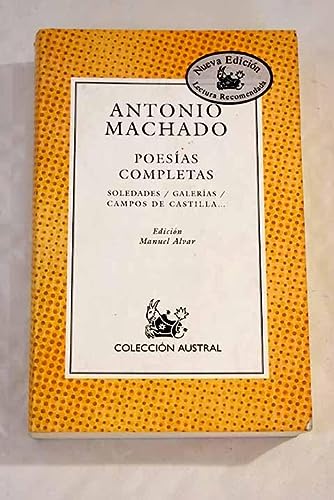 Nueva Edición
Lectura Recomendada
ANTONIO
MACHADO
POESÍAS
COMPLETAS
SOLEDADES / GALERÍAS /
CAMPOS DE CASTILLA...
Edición
Manuel Alvar
COLECCIÓN AUSTRAL